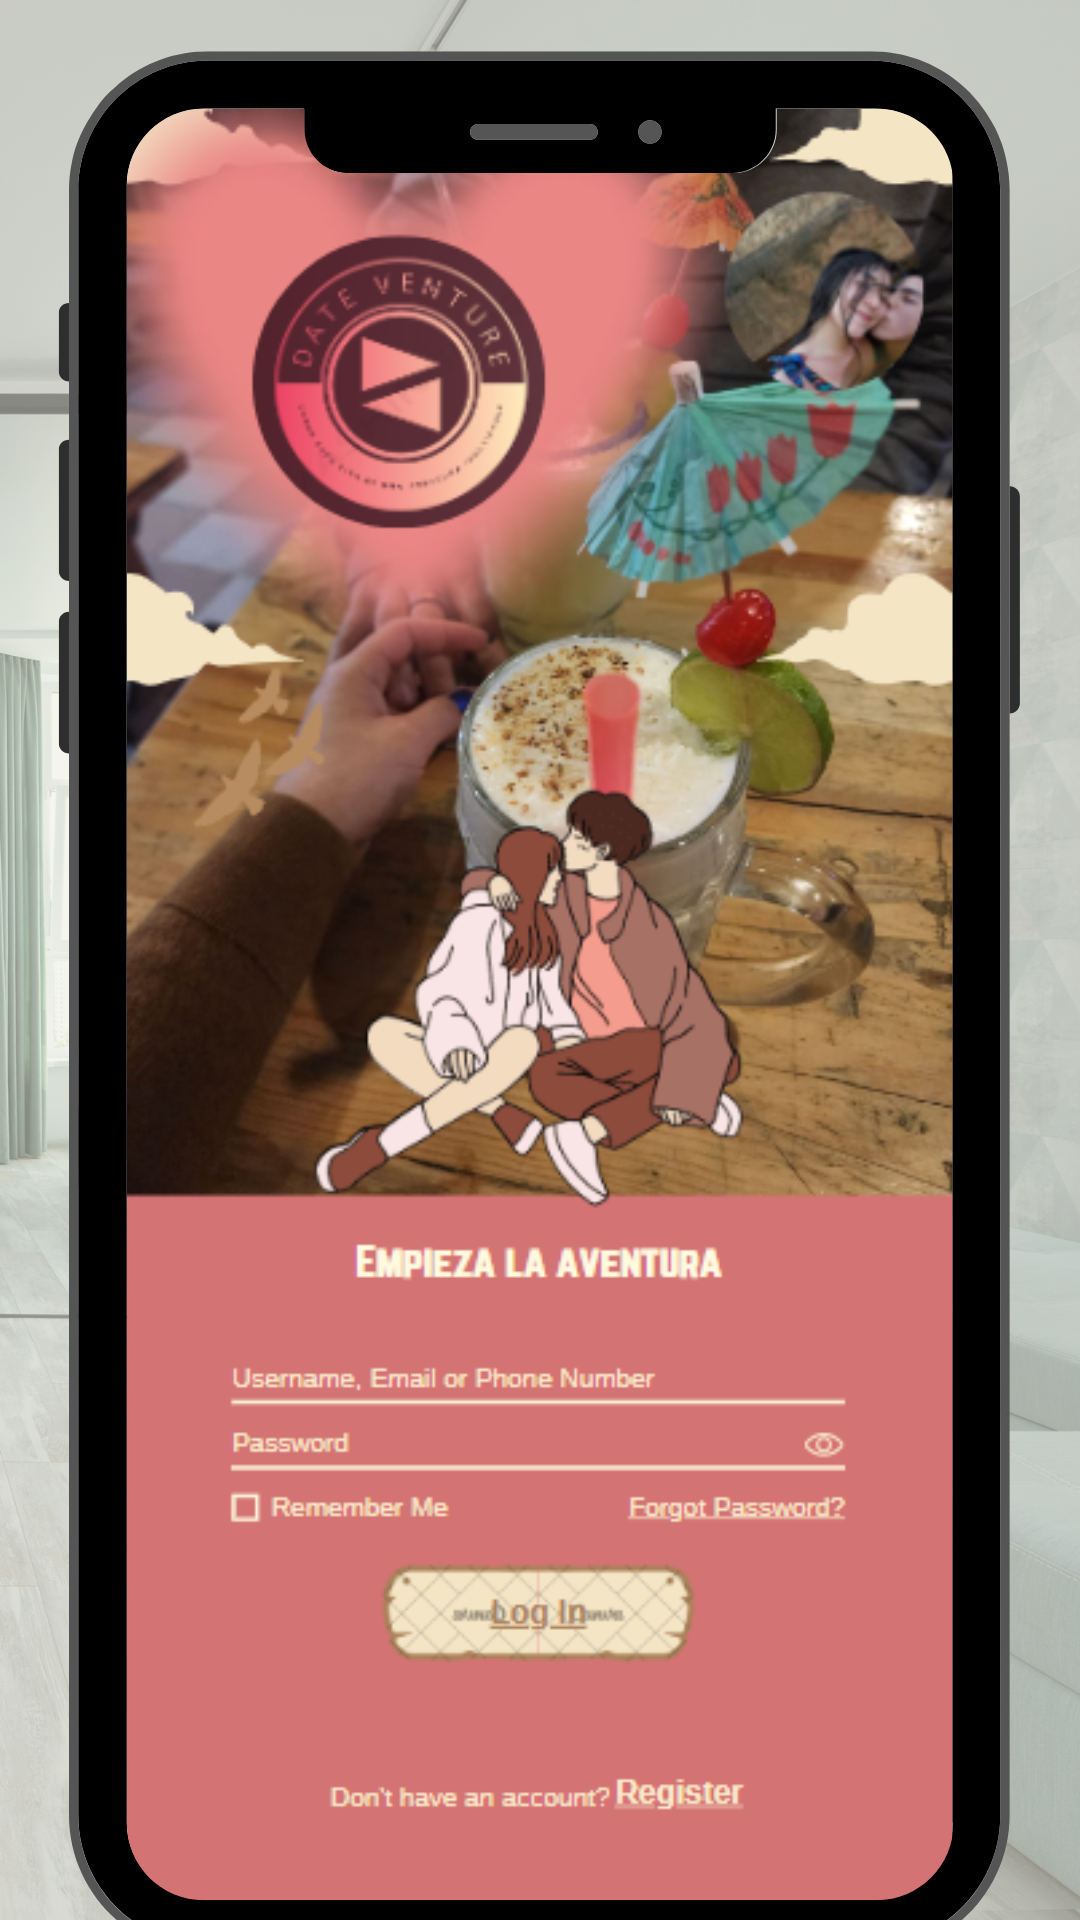 DATE VENTURE
EMPIEZA LA AVENTURA
Username, Email or Phone Number
Password
Remember Me
Forgot Password?
Log In
Don't have an account? Register